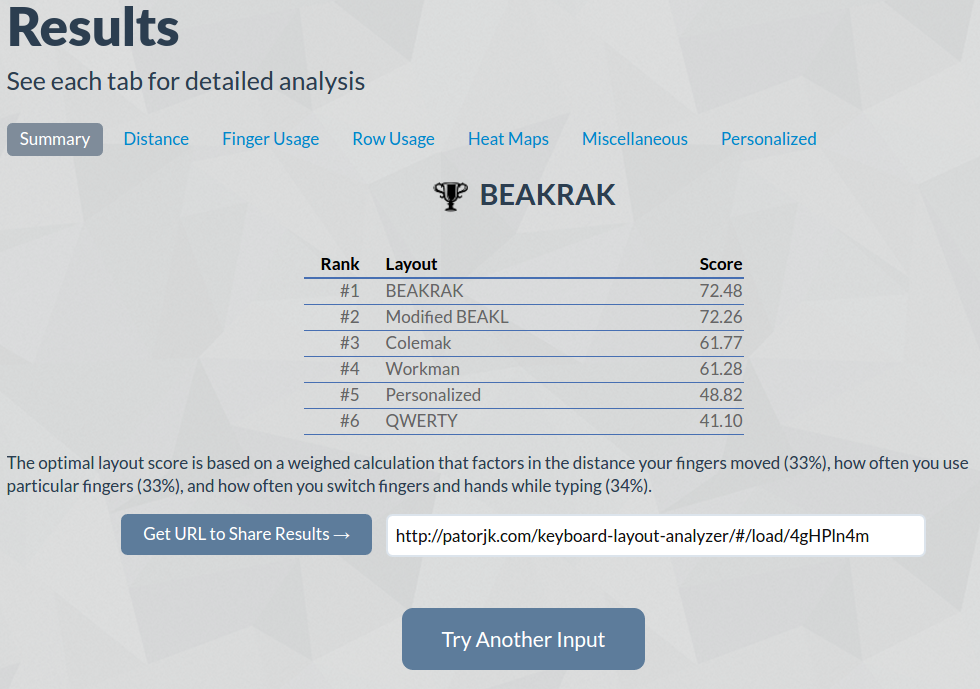 Results
See each tab for detailed analysis
Summary Distance Finger Usage Row Usage Heat Maps Miscellaneous Personalized
BEAKRAK
Rank Layout Score
#1 BEAKRAK 72.48
#2 Modified BEAKL 72.26
#3 Colemak 61.77
#4 Workman 61.28
#5 Personalized 48.82
#6 QWERTY 41.10
The optimal layout score is based on a weighed calculation that factors in the distance your fingers moved (33%), how often you use
particular fingers (33%), and how often you switch fingers and hands while typing (34%).
Get URL to Share Results → http://patorjk.com/keyboard-layout-analyzer/#/load/4gHPln4m
Try Another Input